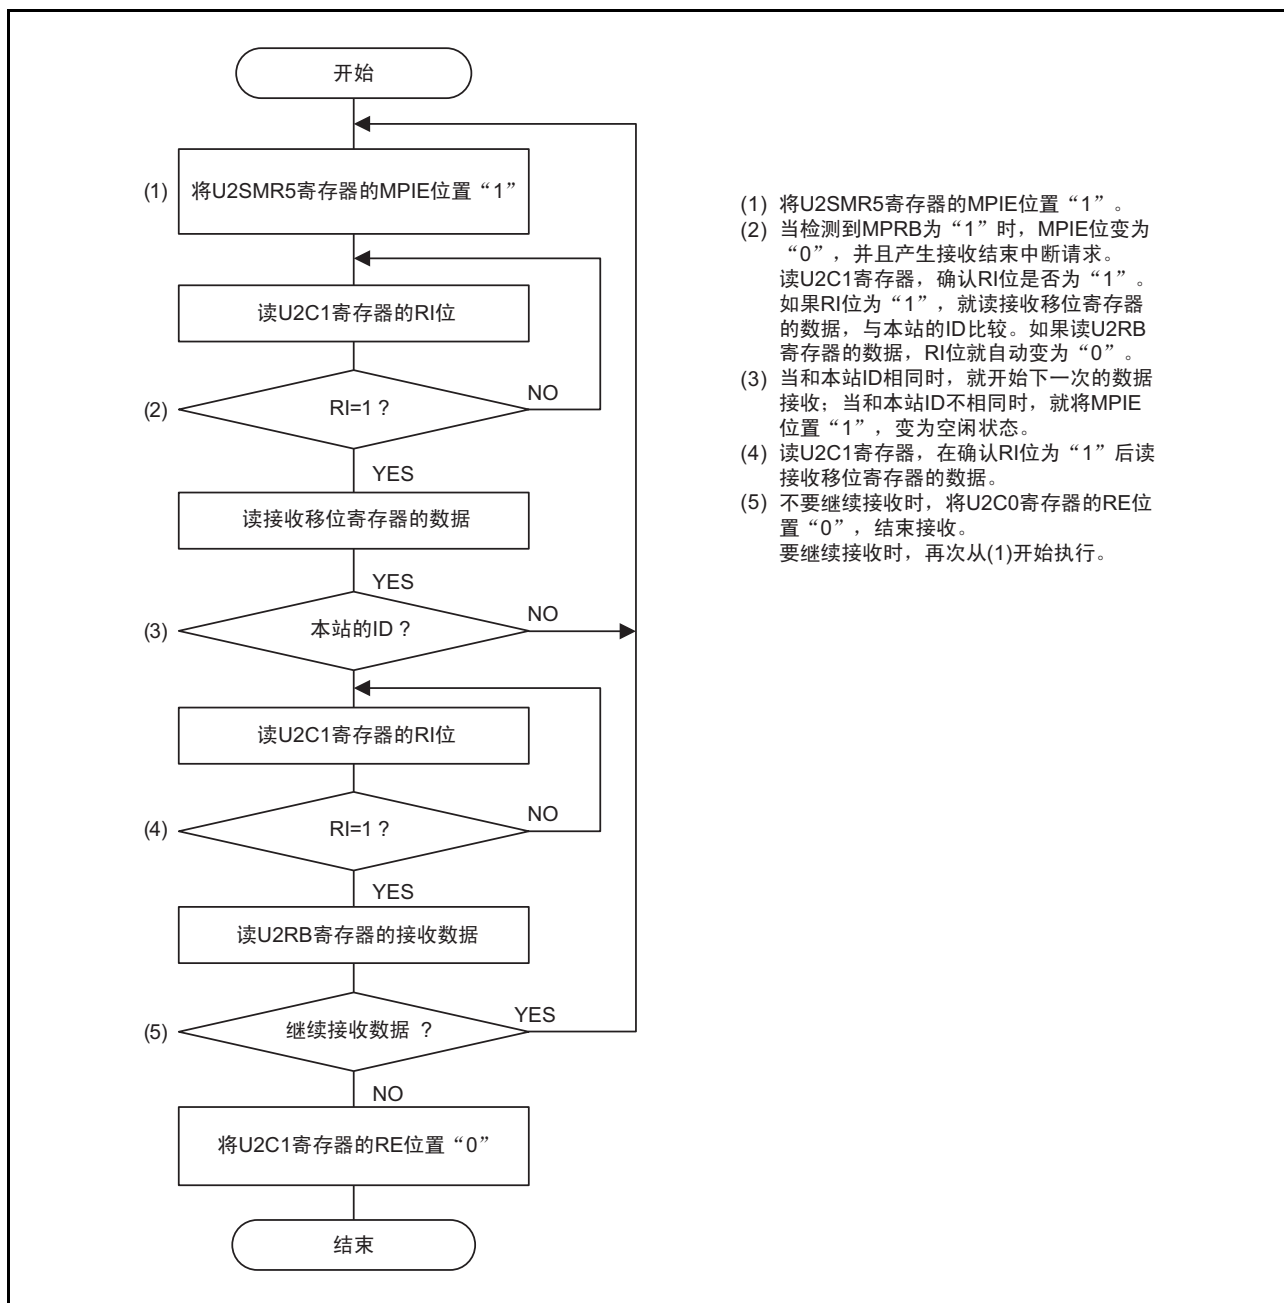 开始
(1) 将U2SMR5寄存器的MPIE位置“1”
读U2C1寄存器的RI位
(2) RI=1？ NO
YES
读接收移位寄存器的数据
YES
(3) 本站的ID？ NO
读U2C1寄存器的RI位
(4) RI=1？ NO
YES
读U2RB寄存器的接收数据
(5) 继续接收数据 ？ YES
NO
将U2C1寄存器的RE位置“0”
结束
(1) 将U2SMR5寄存器的MPIE位置“1”。
(2) 当检测到MPRB为“1”时，MPIE位变为
“0”，并且产生接收结束中断请求。
读U2C1寄存器，确认RI位是否为“1”。
如果RI位为“1”，就读接收移位寄存器
的数据，与本站的ID比较。如果读U2RB
寄存器的数据，RI位就自动变为“0”。
(3) 当和本站ID相同时，就开始下一次的数据
接收；当和本站ID不相同时，就将MPIE
位置“1”，变为空闲状态。
(4) 读U2C1寄存器，在确认RI位为“1”后读
接收移位寄存器的数据。
(5) 不要继续接收时，将U2C0寄存器的RE位
置“0”，结束接收。
要继续接收时，再次从(1)开始执行。